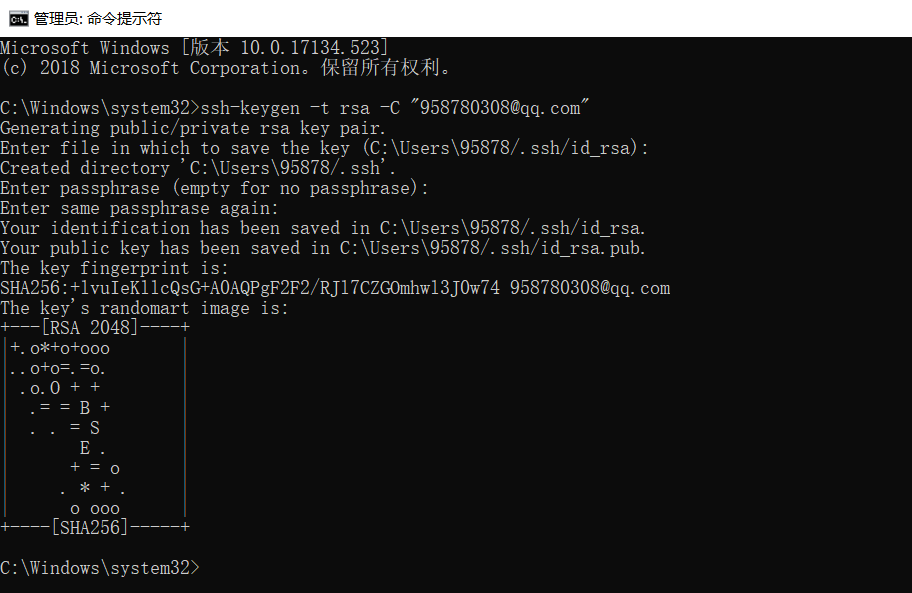 管理员: 命令提示符
Microsoft Windows [版本 10.0.17134.523]
(c) 2018 Microsoft Corporation。保留所有权利。
C:\Windows\system32>ssh-keygen -t rsa -C "958780308@qq.com"
Generating public/private rsa key pair.
Enter file in which to save the key (C:\Users\95878/.ssh/id_rsa):
Created directory 'C:\Users\95878/.ssh'.
Enter passphrase (empty for no passphrase):
Enter same passphrase again:
Your identification has been saved in C:\Users\95878/.ssh/id_rsa.
Your public key has been saved in C:\Users\95878/.ssh/id_rsa.pub.
The key fingerprint is:
SHA256:+lvuIeKllcQsG+A0AQPgF2F2/RJl7CZGOmhwl3J0w74 958780308@qq.com
The key's randomart image is:
+---[RSA 2048]----+
|+.o*+o+ooo       |
|..o+o=.=o.       |
| .o.O + +        |
|  .= = B +       |
|  . . = S        |
|       E .       |
|      + = o      |
|     . * + .     |
|      o ooo      |
+----[SHA256]-----+
C:\Windows\system32>